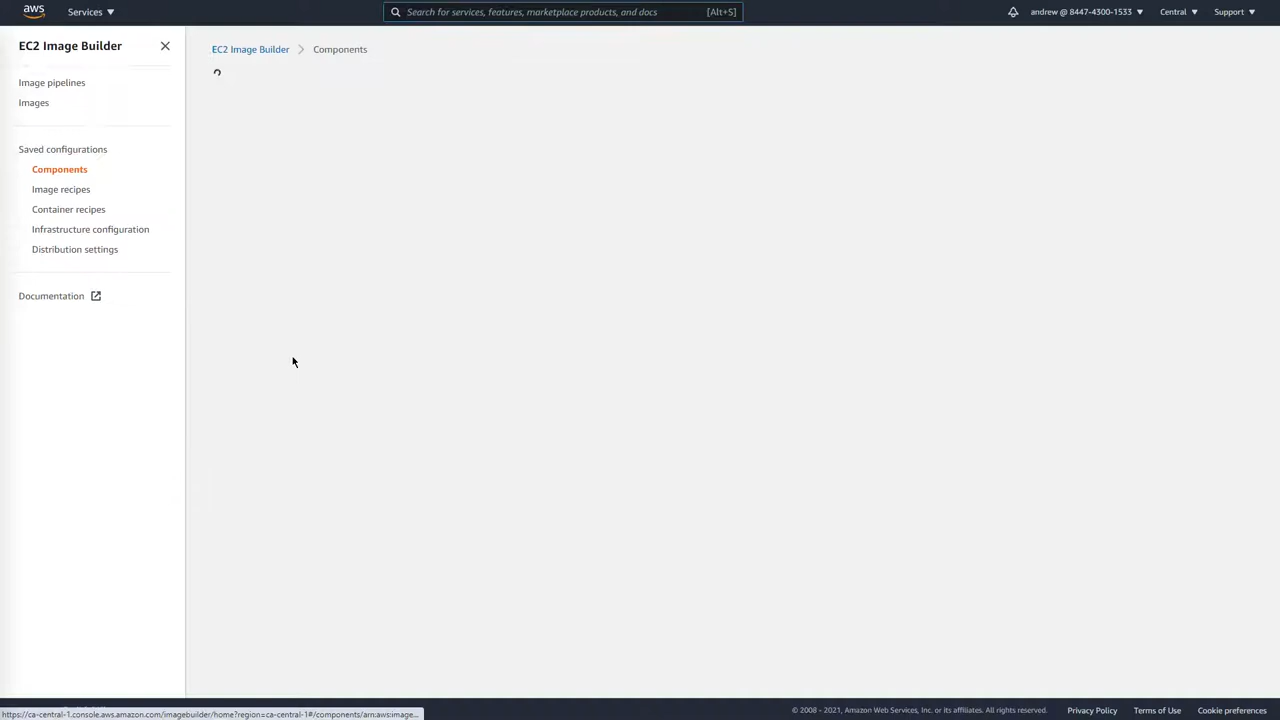 aws
Services
Search for services, features, marketplace products, and docs
[Alt+S]
andrew @ 8447-4300-1533
Central
Support
EC2 Image Builder
Image pipelines
Images
Saved configurations
Components
Image recipes
Container recipes
Infrastructure configuration
Distribution settings
Documentation
EC2 Image Builder
Components
https://ca-central-1.console.aws.amazon.com/imagebuilder/home?region=ca-central-1#/components/arn:aws:image...
© 2008 - 2021, Amazon Web Services, Inc. or its affiliates. All rights reserved.
Privacy Policy
Terms of Use
Cookie preferences